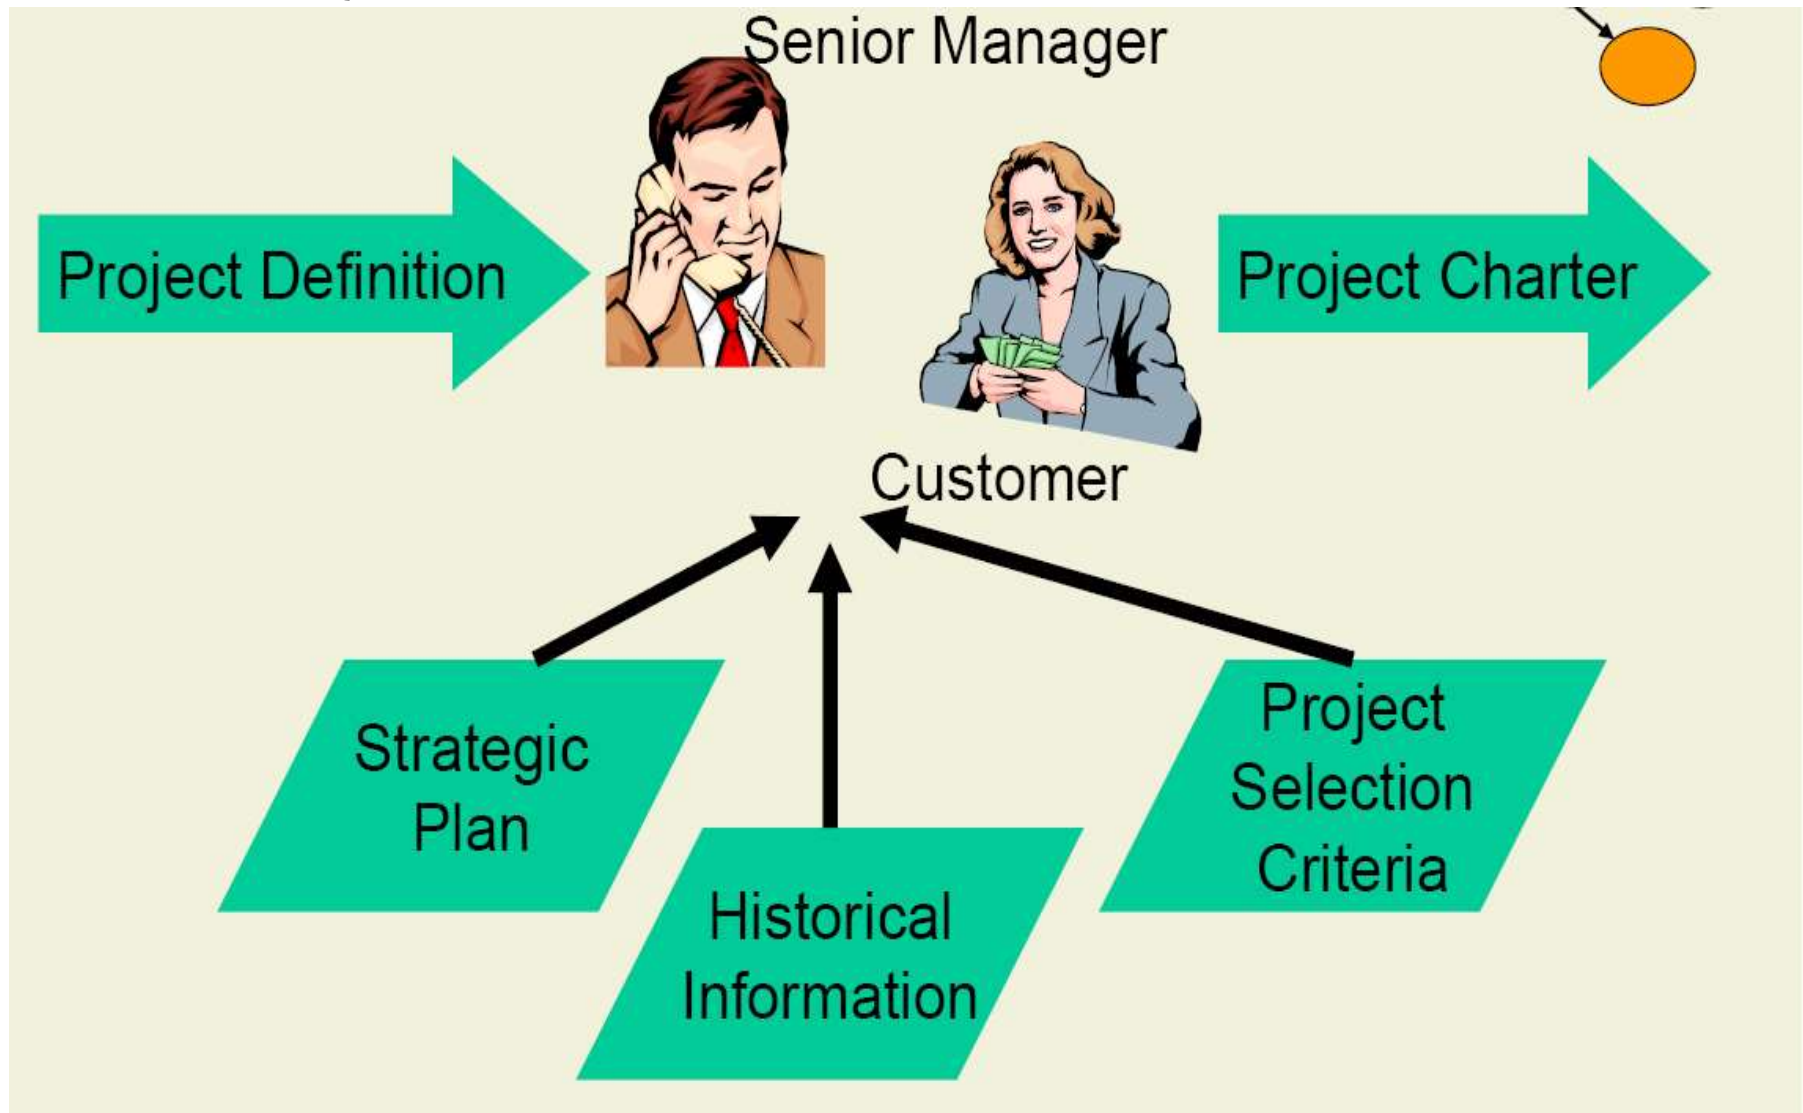 Senior Manager
Project Definition
Project Charter
Customer
Strategic
Plan
Historical
Information
Project
Selection
Criteria